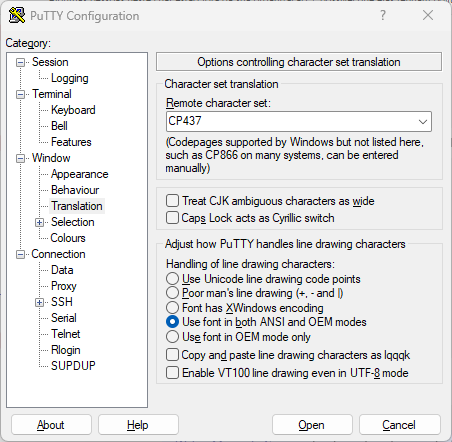 PuTTY Configuration
Category:
Session
Logging
Terminal
Keyboard
Bell
Features
Window
Appearance
Behaviour
Translation
Selection
Colours
Connection
Data
Proxy
SSH
Serial
Telnet
Rlogin
SUPDUP
Options controlling character set translation
Character set translation
Remote character set:
CP437
(Codepages supported by Windows but not listed here,
such as CP866 on many systems, can be entered
manually)
Treat CJK ambiguous characters as wide
Caps Lock acts as Cyrillic switch
Adjust how PuTTY handles line drawing characters
Handling of line drawing characters:
Use Unicode line drawing code points
Poor man's line drawing (+, - and |)
Font has XWindows encoding
Use font in both ANSI and OEM modes
Use font in OEM mode only
Copy and paste line drawing characters as lqqqk
Enable VT100 line drawing even in UTF-8 mode
About
Help
Open
Cancel